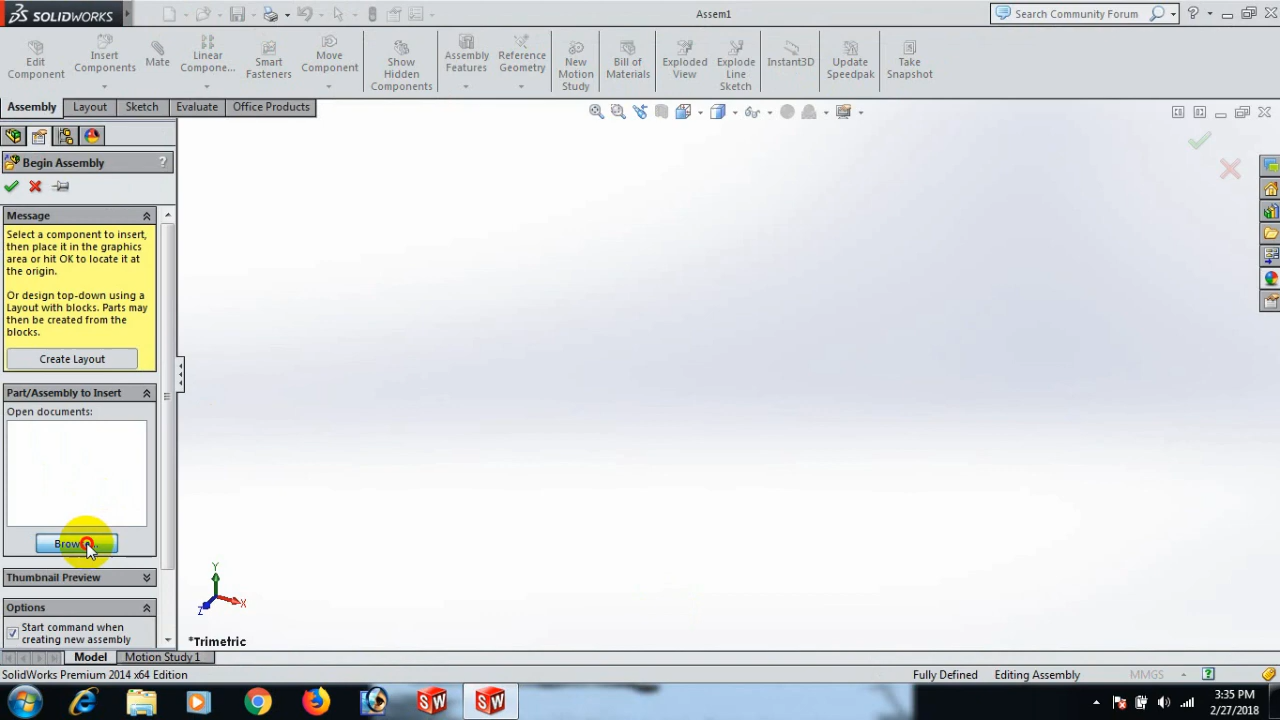 SOLIDWORKS
Assem1
Search Community Forum
Edit Component
Insert Components
Mate
Linear Compone...
Smart Fasteners
Move Component
Show Hidden Components
Assembly Features
Reference Geometry
New Motion Study
Bill of Materials
Exploded View
Explode Line Sketch
Instant3D
Update Speedpak
Take Snapshot
Assembly
Layout
Sketch
Evaluate
Office Products
Begin Assembly
?
Message
Select a component to insert,
then place it in the graphics
area or hit OK to locate it at
the origin.
Or design top-down using a
Layout with blocks. Parts may
then be created from the
blocks.
Create Layout
Part/Assembly to Insert
Open documents:
Thumbnail Preview
Options
Start command when
creating new assembly
Y
X
Z
*Trimetric
Model
Motion Study 1
SolidWorks Premium 2014 x64 Edition
Fully Defined
Editing Assembly
MMGS
?
SW
SW
3:35 PM
2/27/2018